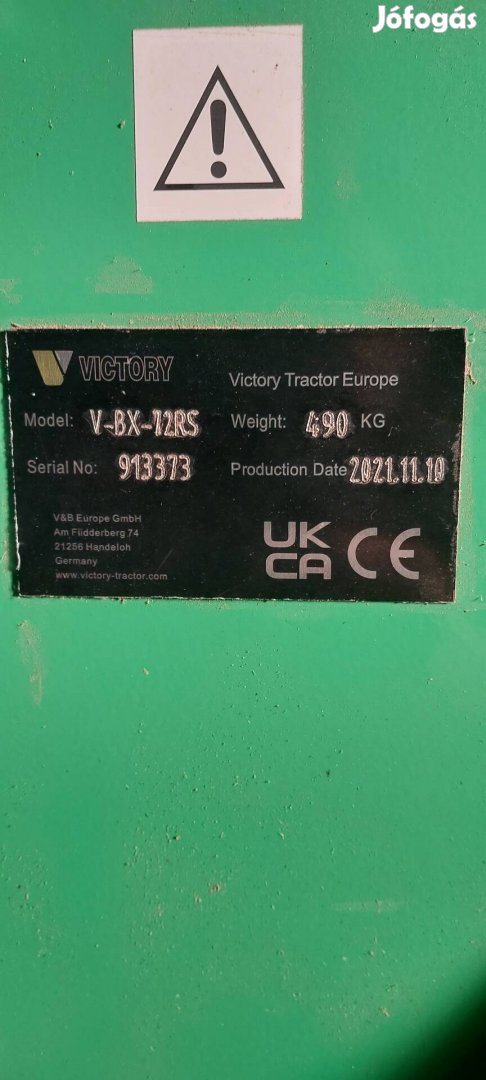 Jófogás
!
VICTORY
Victory Tractor Europe
Model: V-BX-72RS Weight: 490 KG
Serial No: 913373 Production Date 2021.11.10
V&B Europe GmbH
Am Flidderberg 74
21256 Handeloh
Germany
www.victory-tractor.com
UK
CA CE